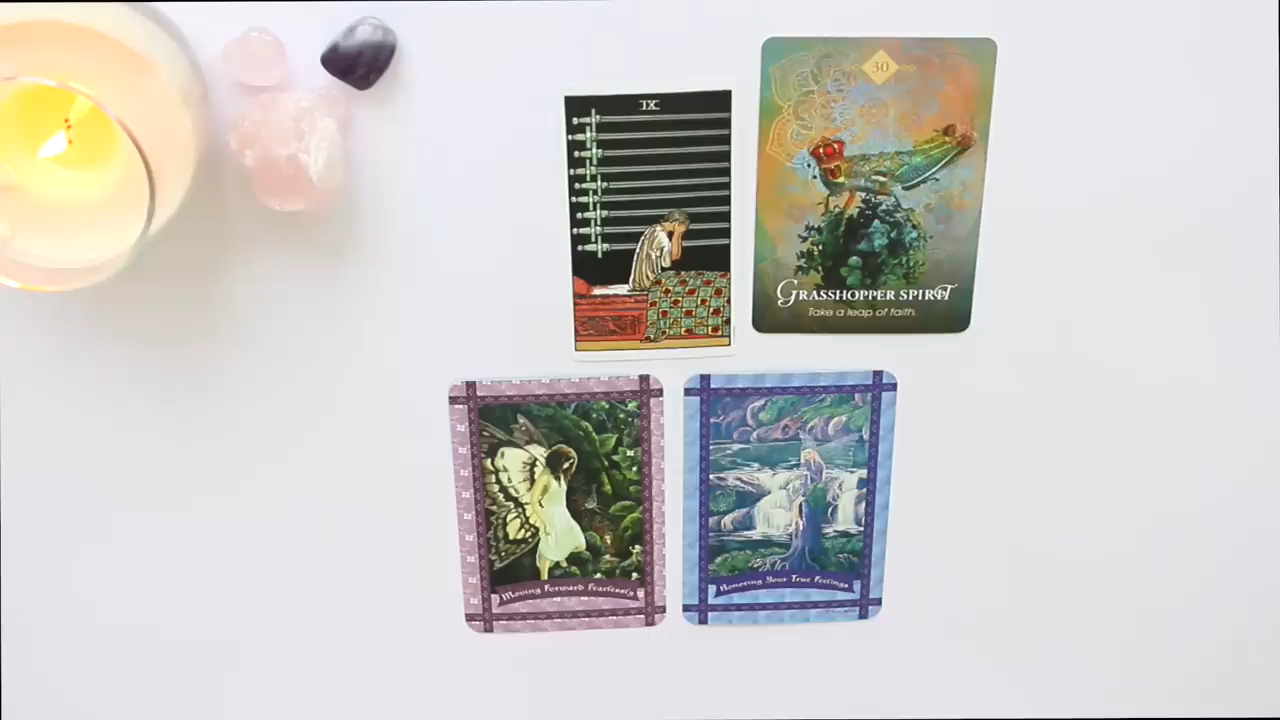 IX
30
GRASSHOPPER SPIRIT
Take a leap of faith.
Moving Forward Fearlessly
Honoring Your True Feelings